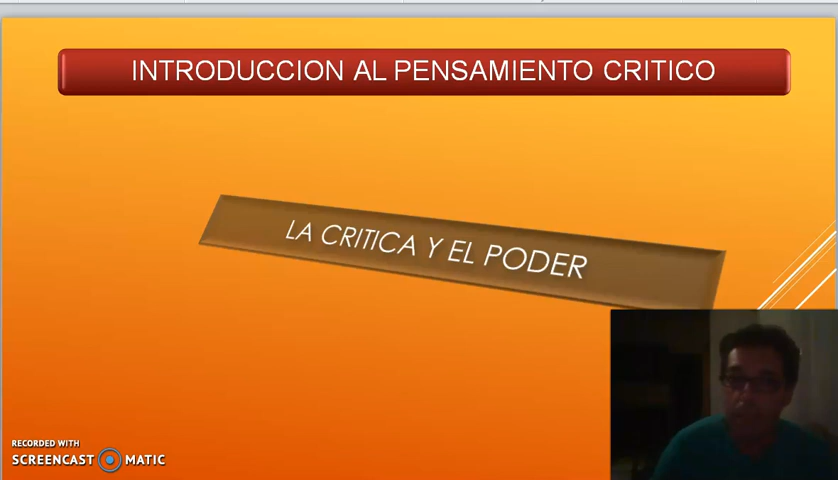 INTRODUCCION AL PENSAMIENTO CRITICO
LA CRITICA Y EL PODER
RECORDED WITH
SCREENCAST MATIC